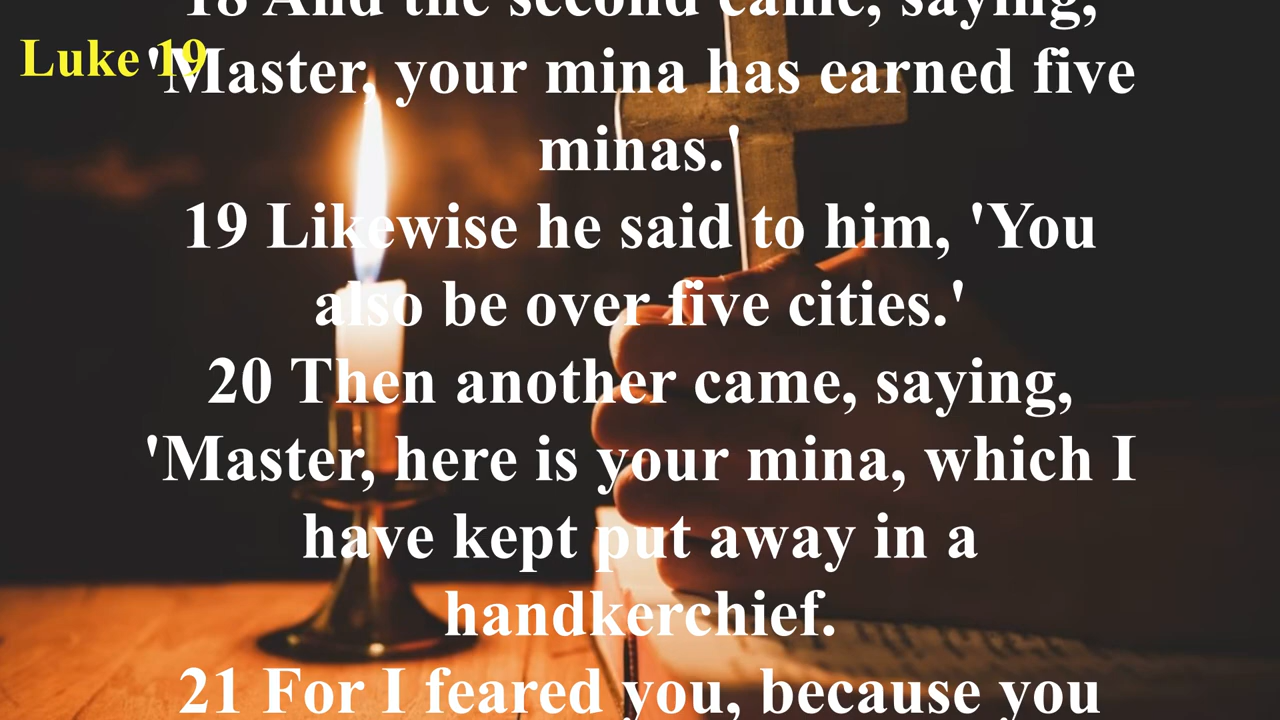 18 And the second came, saying,
Luke 19
'Master, your mina has earned five
minas.'
19 Likewise he said to him, 'You
also be over five cities.'
20 Then another came, saying,
'Master, here is your mina, which I
have kept put away in a
handkerchief.
21 For I feared you, because you